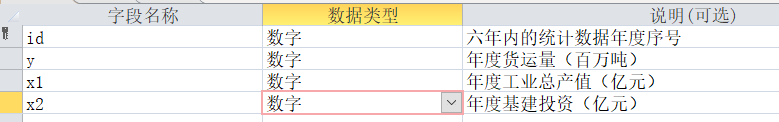 字段名称 数据类型 说明(可选)
id 数字 六年内的统计数据年度序号
y 数字 年度货运量（百万吨）
x1 数字 年度工业总产值（亿元）
x2 数字 年度基建投资（亿元）